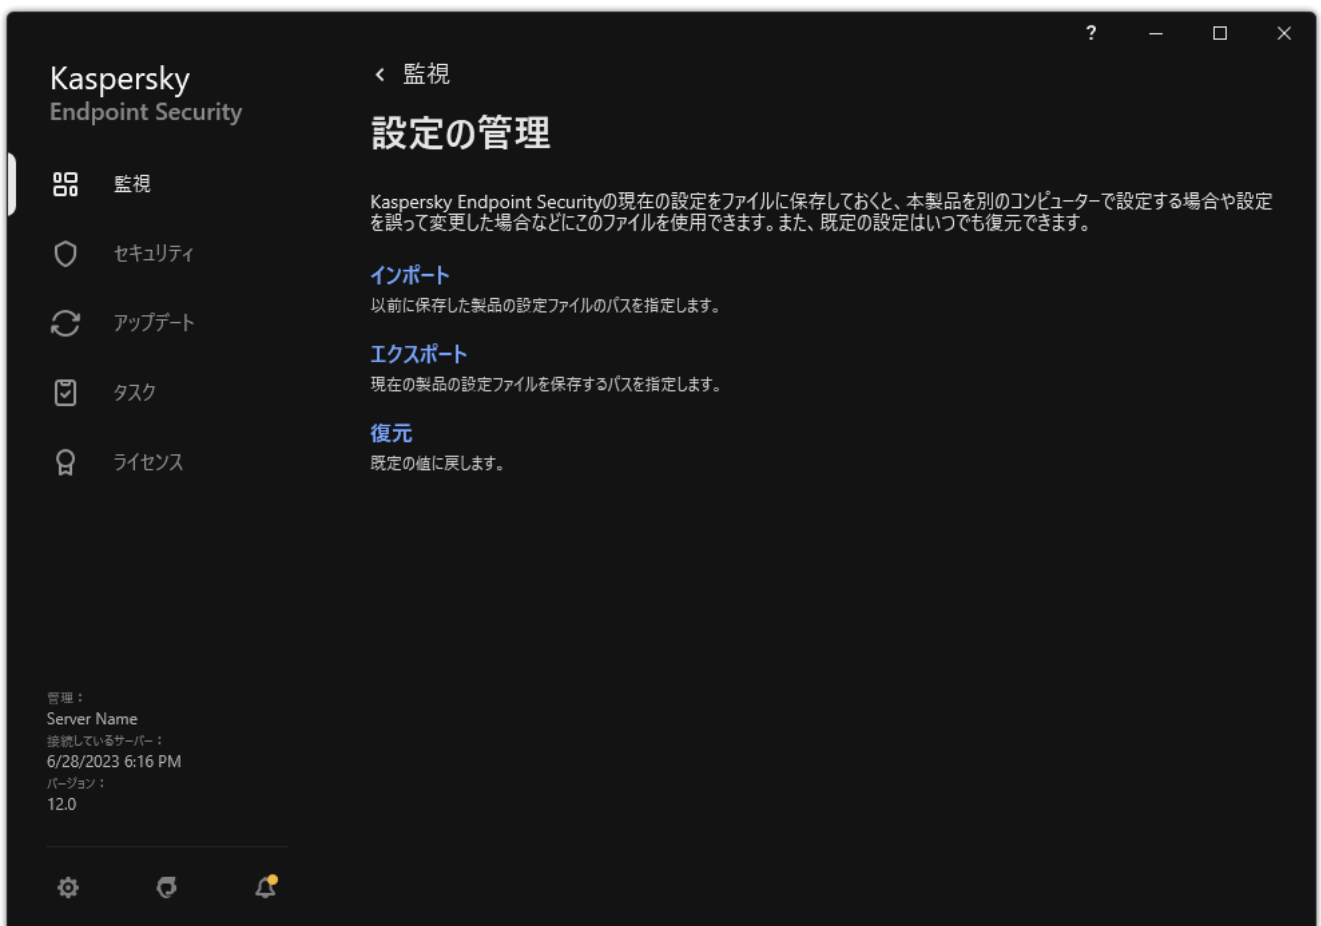 ?
Kaspersky
Endpoint Security
監視
セキュリティ
アップデート
タスク
ライセンス
管理：
Server Name
接続しているサーバー：
6/28/2023 6:16 PM
バージョン：
12.0
監視
設定の管理
Kaspersky Endpoint Securityの現在の設定をファイルに保存しておくと、本製品を別のコンピューターで設定する場合や設定
を誤って変更した場合などにこのファイルを使用できます。また、既定の設定はいつでも復元できます。
インポート
以前に保存した製品の設定ファイルのパスを指定します。
エクスポート
現在の製品の設定ファイルを保存するパスを指定します。
復元
既定の値に戻します。